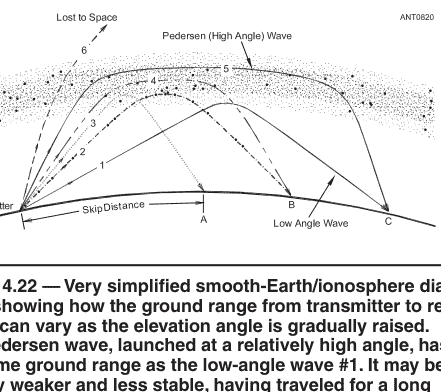 Lost to Space
ANT0820
Pedersen (High Angle) Wave
6
5
4
3
2
1
tter
Skip Distance
A
B
C
Low Angle Wave
4.22 — Very simplified smooth-Earth/ionosphere dia
showing how the ground range from transmitter to re
can vary as the elevation angle is gradually raised.
edersen wave, launched at a relatively high angle, ha
me ground range as the low-angle wave #1. It may be
y weaker and less stable, having traveled for a long